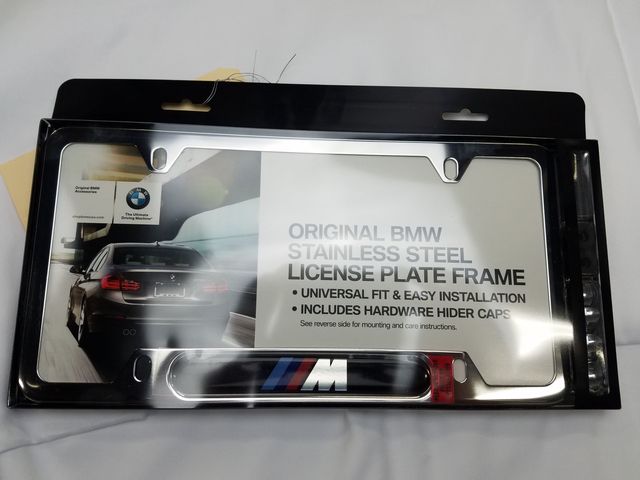 Original BMW
Accessories
BMW
The Ultimate
Driving Machine®
ORIGINAL BMW
STAINLESS STEEL
LICENSE PLATE FRAME
• UNIVERSAL FIT & EASY INSTALLATION
• INCLUDES HARDWARE HIDER CAPS
See reverse side for mounting and care instructions.
M